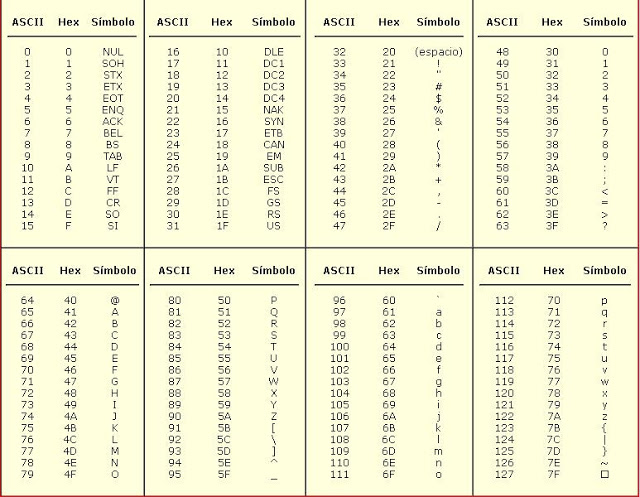 ASCII Hex Símbolo
0 0 NUL
1 1 SOH
2 2 STX
3 3 ETX
4 4 EOT
5 5 ENQ
6 6 ACK
7 7 BEL
8 8 BS
9 9 TAB
10 A LF
11 B VT
12 C FF
13 D CR
14 E SO
15 F SI
ASCII Hex Símbolo
16 10 DLE
17 11 DC1
18 12 DC2
19 13 DC3
20 14 DC4
21 15 NAK
22 16 SYN
23 17 ETB
24 18 CAN
25 19 EM
26 1A SUB
27 1B ESC
28 1C FS
29 1D GS
30 1E RS
31 1F US
ASCII Hex Símbolo
32 20 (espacio)
33 21 !
34 22 "
35 23 #
36 24 $
37 25 %
38 26 &
39 27 '
40 28 (
41 29 )
42 2A *
43 2B +
44 2C ,
45 2D -
46 2E .
47 2F /
ASCII Hex Símbolo
48 30 0
49 31 1
50 32 2
51 33 3
52 34 4
53 35 5
54 36 6
55 37 7
56 38 8
57 39 9
58 3A :
59 3B ;
60 3C <
61 3D =
62 3E >
63 3F ?
ASCII Hex Símbolo
64 40 @
65 41 A
66 42 B
67 43 C
68 44 D
69 45 E
70 46 F
71 47 G
72 48 H
73 49 I
74 4A J
75 4B K
76 4C L
77 4D M
78 4E N
79 4F O
ASCII Hex Símbolo
80 50 P
81 51 Q
82 52 R
83 53 S
84 54 T
85 55 U
86 56 V
87 57 W
88 58 X
89 59 Y
90 5A Z
91 5B [
92 5C \
93 5D ]
94 5E ^
95 5F _
ASCII Hex Símbolo
96 60 `
97 61 a
98 62 b
99 63 c
100 64 d
101 65 e
102 66 f
103 67 g
104 68 h
105 69 i
106 6A j
107 6B k
108 6C l
109 6D m
110 6E n
111 6F o
ASCII Hex Símbolo
112 70 p
113 71 q
114 72 r
115 73 s
116 74 t
117 75 u
118 76 v
119 77 w
120 78 x
121 79 y
122 7A z
123 7B {
124 7C |
125 7D }
126 7E ~
127 7F □